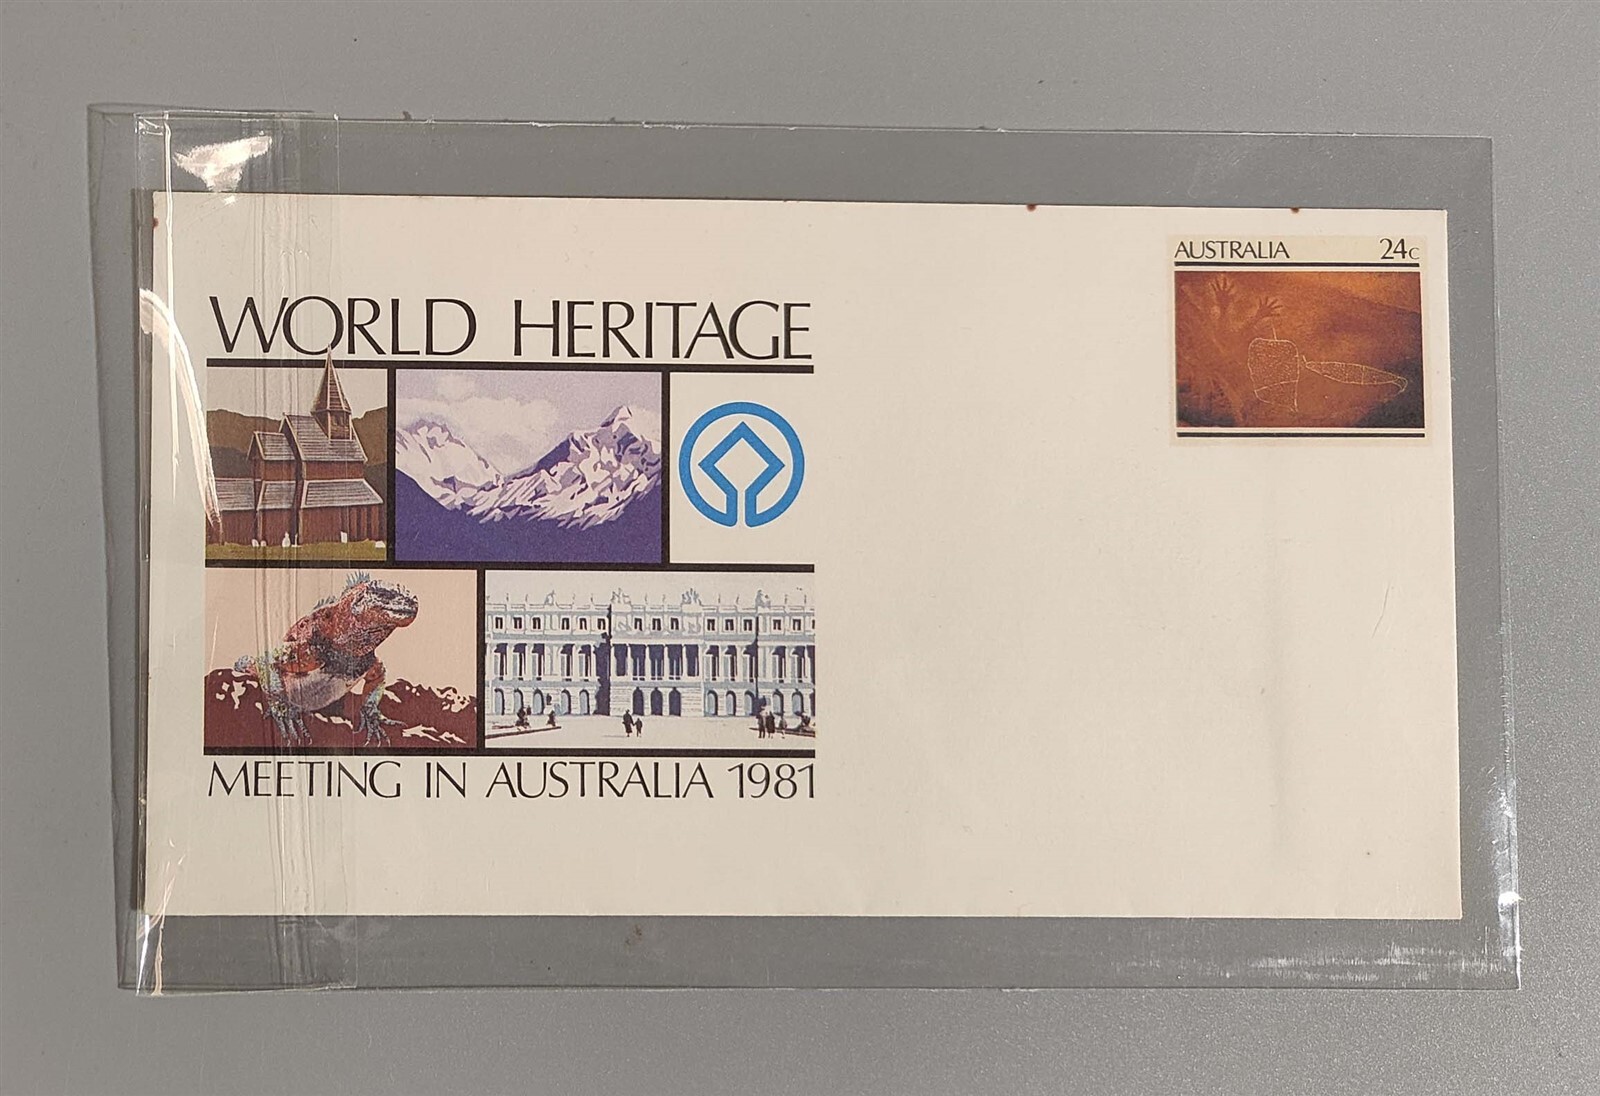 AUSTRALIA 24c
WORLD HERITAGE
MEETING IN AUSTRALIA 1981